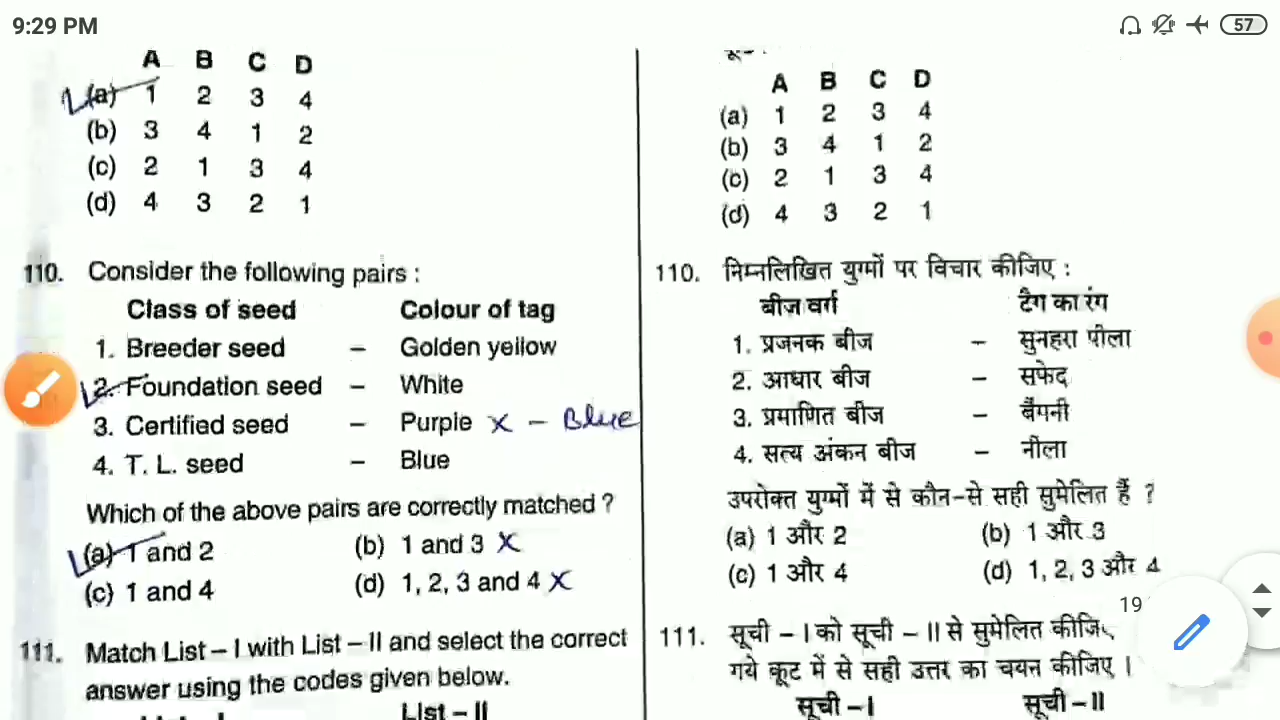 9:29 PM
57
A B C D
(a) 1 2 3 4
(b) 3 4 1 2
(c) 2 1 3 4
(d) 4 3 2 1
110. Consider the following pairs :
Class of seed Colour of tag
1. Breeder seed – Golden yellow
2. Foundation seed – White
3. Certified seed – Purple x – Blue
4. T. L. seed – Blue
Which of the above pairs are correctly matched ?
(a) 1 and 2 (b) 1 and 3 x
(c) 1 and 4 (d) 1, 2, 3 and 4 x
111. Match List – I with List – II and select the correct
answer using the codes given below.
List – I List – II
A B C D
(a) 1 2 3 4
(b) 3 4 1 2
(c) 2 1 3 4
(d) 4 3 2 1
110. निम्नलिखित युग्मों पर विचार कीजिए :
बीज वर्ग टैग का रंग
1. प्रजनक बीज – सुनहरा पीला
2. आधार बीज – सफेद
3. प्रमाणित बीज – बैंगनी
4. सत्य अंकन बीज – नीला
उपरोक्त युग्मों में से कौन-से सही सुमेलित हैं ?
(a) 1 और 2 (b) 1 और 3
(c) 1 और 4 (d) 1, 2, 3 और 4
19
111. सूची – I को सूची – II से सुमेलित
गये कूट में से सही उत्तर का चयन कीजिए ।
सूची – I सूची – II